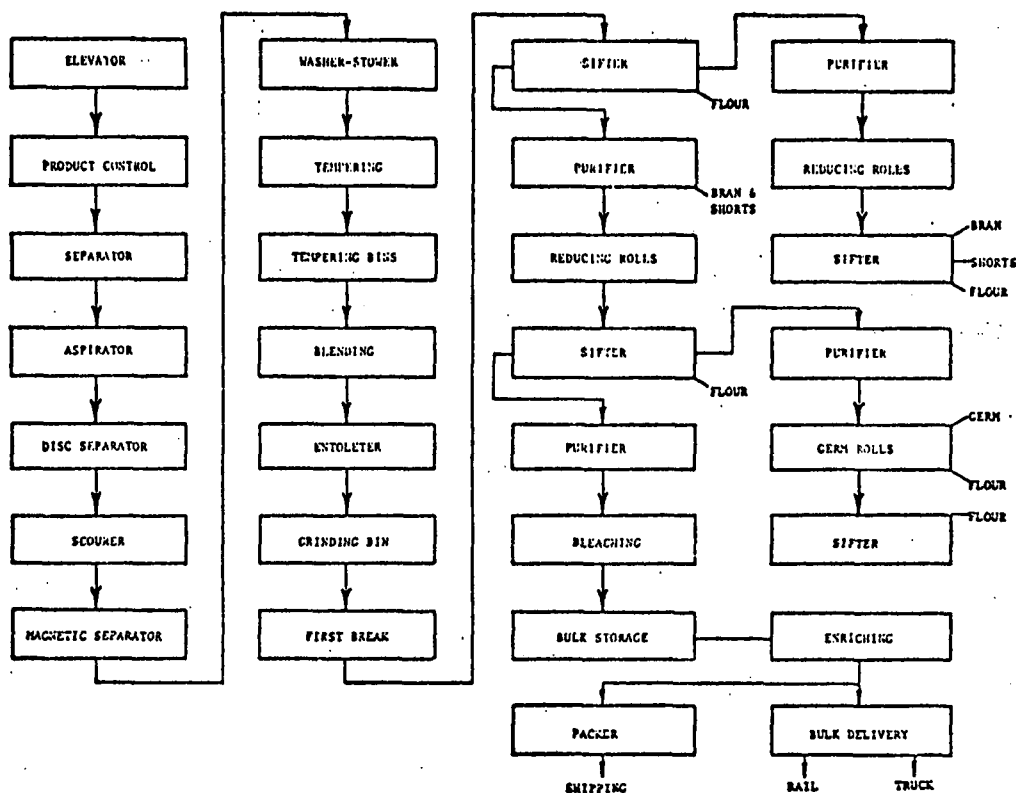 ELEVATOR
PRODUCT CONTROL
SEPARATOR
ASPIRATOR
DISC SEPARATOR
SCOURER
MAGNETIC SEPARATOR
WASHER-STONER
TEMPERING
TEMPERING BINS
BLENDING
ENTOLETER
GRINDING BIN
FIRST BREAK
SIFTER
FLOUR
PURIFIER
BRAN &
SHORTS
REDUCING ROLLS
SIFTER
FLOUR
PURIFIER
BLEACHING
BULK STORAGE
PACKER
SHIPPING
PURIFIER
REDUCING ROLLS
SIFTER
BRAN
SHORTS
FLOUR
PURIFIER
GERM ROLLS
GERM
FLOUR
SIFTER
FLOUR
ENRICHING
BULK DELIVERY
RAIL
TRUCK